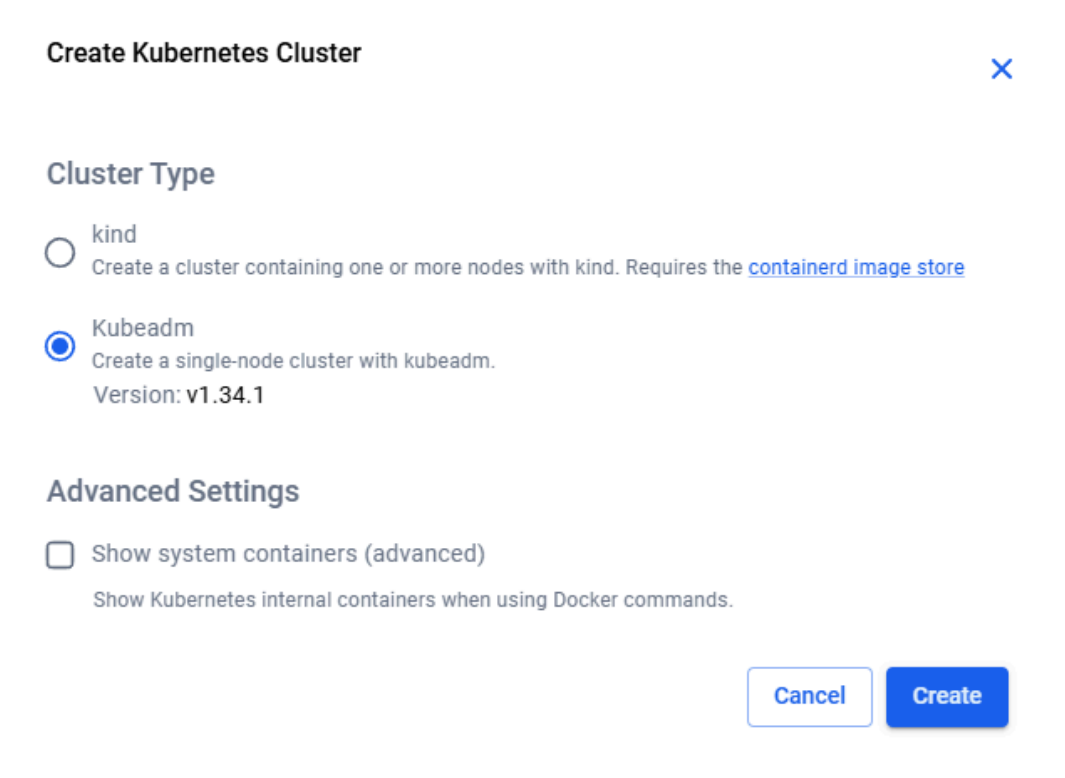 Create Kubernetes Cluster
Cluster Type
kind
Create a cluster containing one or more nodes with kind. Requires the containerd image store
Kubeadm
Create a single-node cluster with kubeadm.
Version: v1.34.1
Advanced Settings
Show system containers (advanced)
Show Kubernetes internal containers when using Docker commands.
Cancel
Create